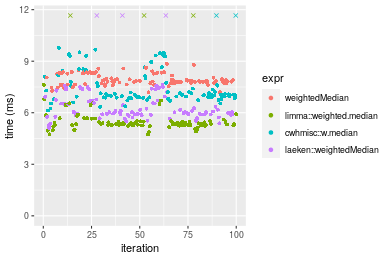 12
9
6
3
0
time (ms)
0
25
50
75
100
iteration
expr
weightedMedian
limma::weighted.median
cwhmisc::w.median
laeken::weightedMedian